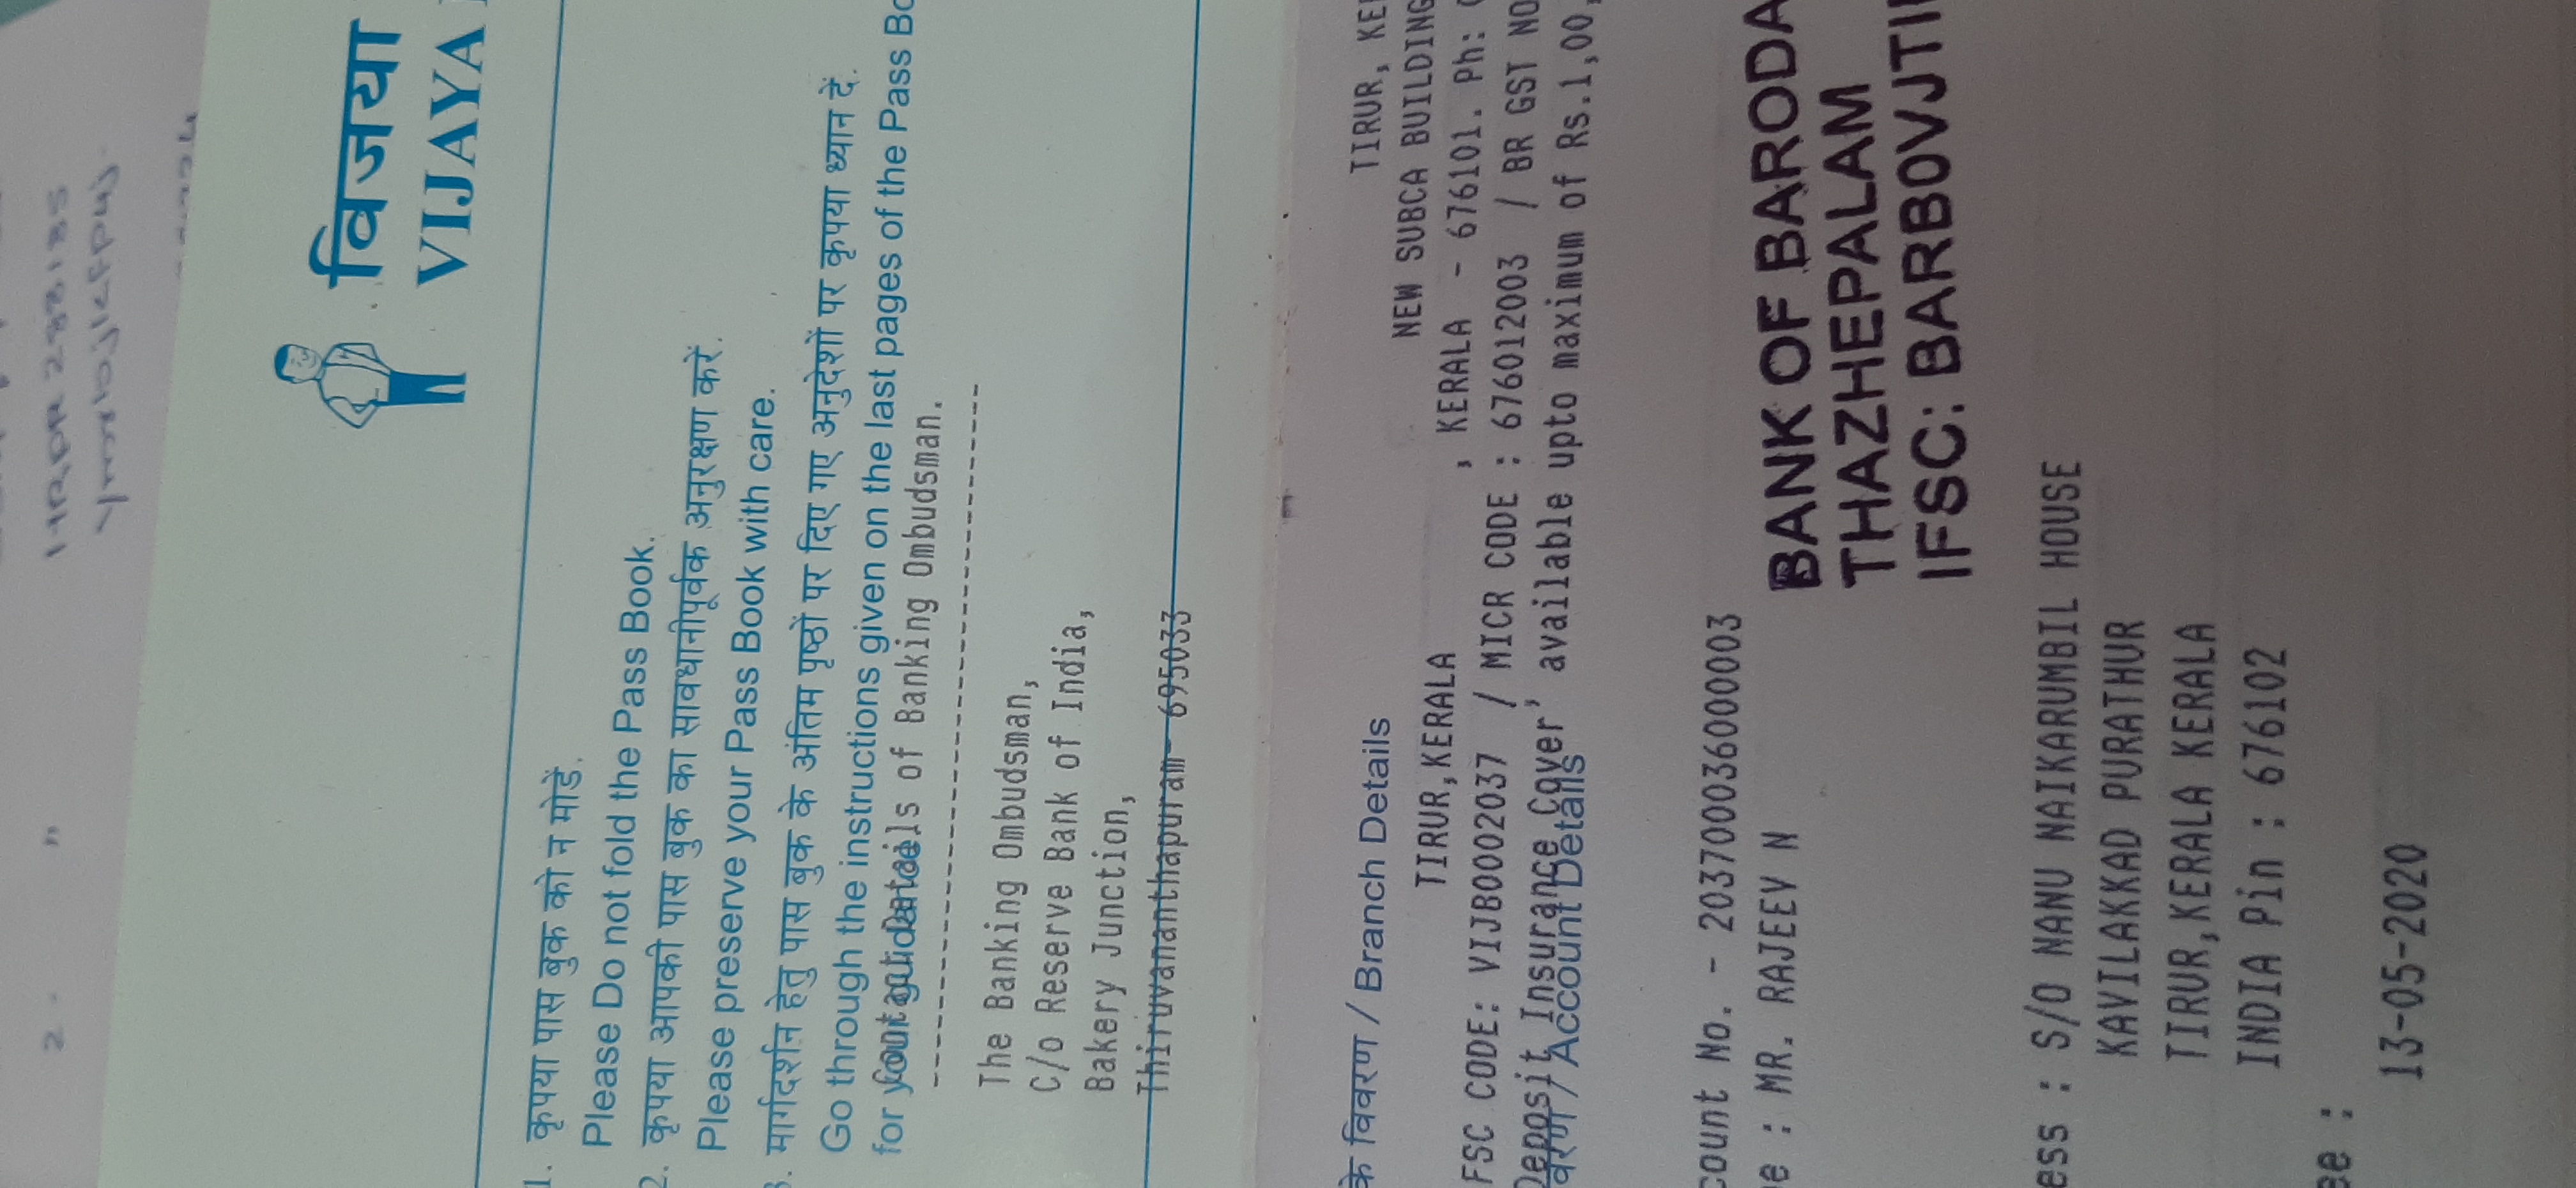 2 - "
HRDR 288185
विजया
VIJAYA
1. कृपया पास बुक को न मोडें.
Please Do not fold the Pass Book.
2. कृपया आपकी पास बुक का सावधानीपूर्वक अनुरक्षण करें.
Please preserve your Pass Book with care.
3. मार्गदर्शन हेतु पास बुक के अंतिम पृष्ठों पर दिए गए अनुदेशों पर कृपया ध्यान दें.
Go through the instructions given on the last pages of the Pass Bo
for your guidance.
Contact Details of Banking Ombudsman.
------------------------------------
The Banking Ombudsman,
C/o Reserve Bank of India,
Bakery Junction,
Thiruvananthapuram- 695033
के विवरण / Branch Details
TIRUR, KE
NEW SUBCA BUILDING
TIRUR,KERALA , KERALA - 676101. Ph:
FSC CODE: VIJB0002037 / MICR CODE : 676012003 / BR GST NO
Deposit Insurance Cover' available upto maximum of Rs.1,00,
वरण / Account Details
count No. - 203700036000003
e : MR. RAJEEV N
BANK OF BARODA
THAZHEPALAM
IFSC: BARB0VJTI
ess : S/O NANU NAIKARUMBIL HOUSE
KAVILAKKAD PURATHUR
TIRUR,KERALA KERALA
INDIA Pin : 676102
ee :
13-05-2020